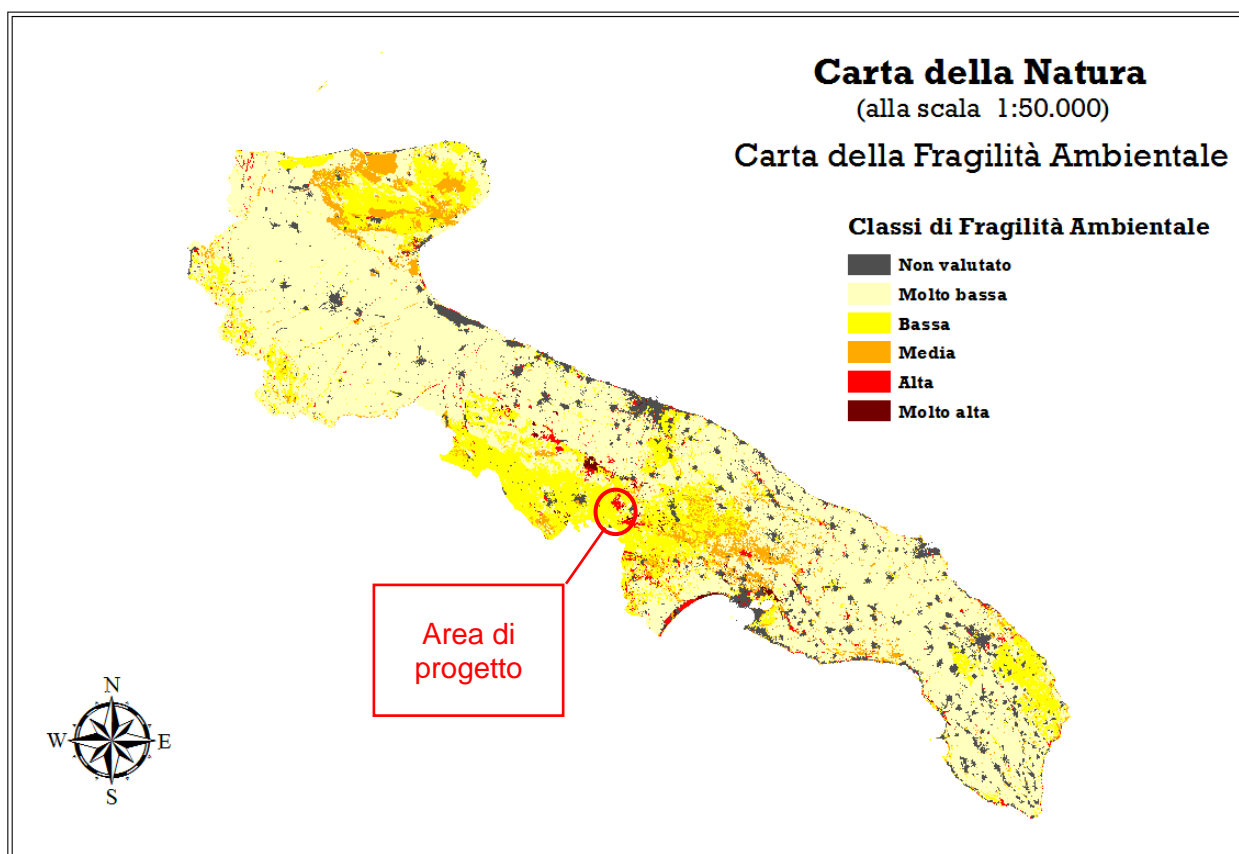 Carta della Natura
(alla scala 1:50.000)
Carta della Fragilità Ambientale
Classi di Fragilità Ambientale
Non valutato
Molto bassa
Bassa
Media
Alta
Molto alta
Area di
progetto
N
W E
S